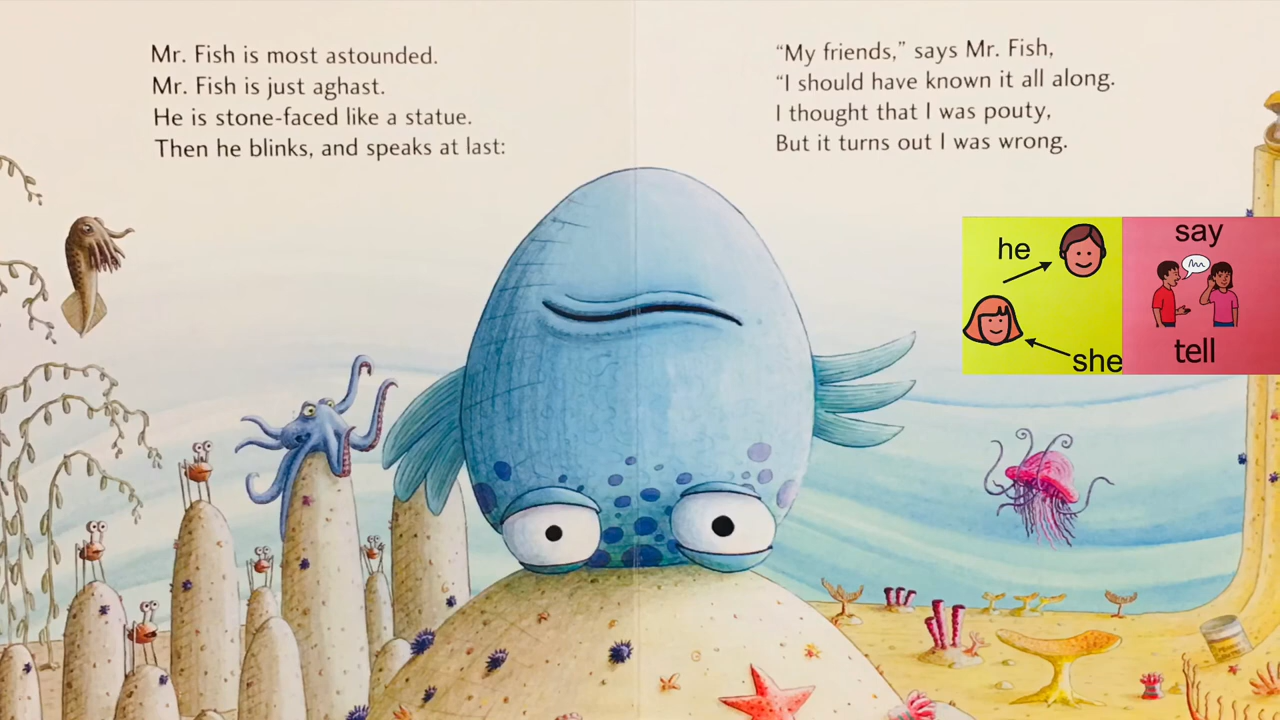 Mr. Fish is most astounded.
Mr. Fish is just aghast.
He is stone-faced like a statue.
Then he blinks, and speaks at last:
“My friends,” says Mr. Fish,
“I should have known it all along.
I thought that I was pouty,
But it turns out I was wrong.
he
she
say
tell